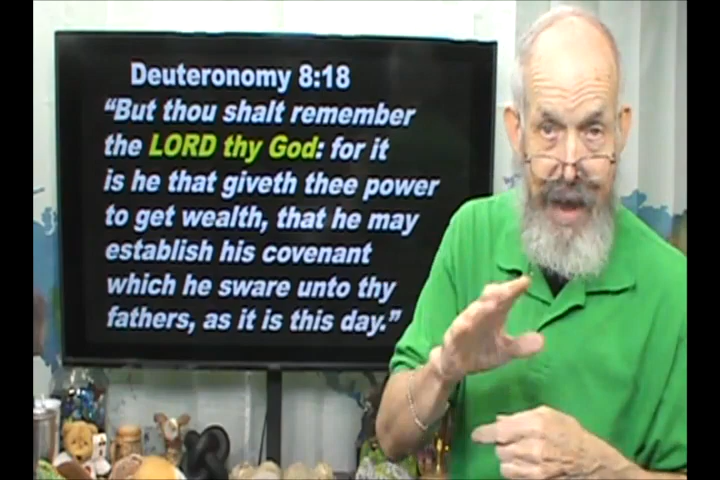 Deuteronomy 8:18
“But thou shalt remember
the LORD thy God: for it
is he that giveth thee power
to get wealth, that he may
establish his covenant
which he sware unto thy
fathers, as it is this day.”